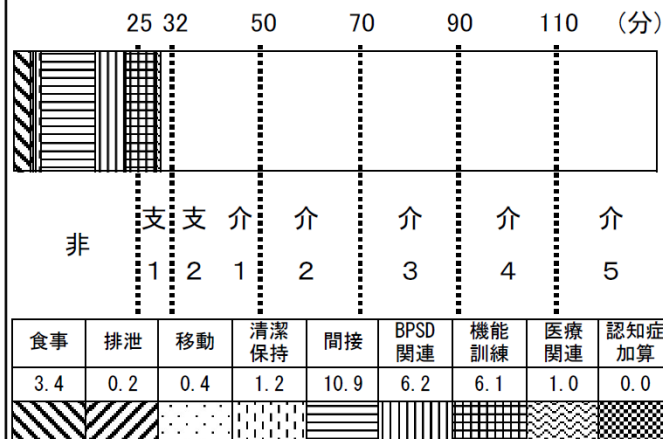 25 32 50 70 90 110 （分）
非 支1 支2 介1 介2 介3 介4 介5
食事 排泄 移動 清潔保持 間接 BPSD関連 機能訓練 医療関連 認知症加算
3.4 0.2 0.4 1.2 10.9 6.2 6.1 1.0 0.0